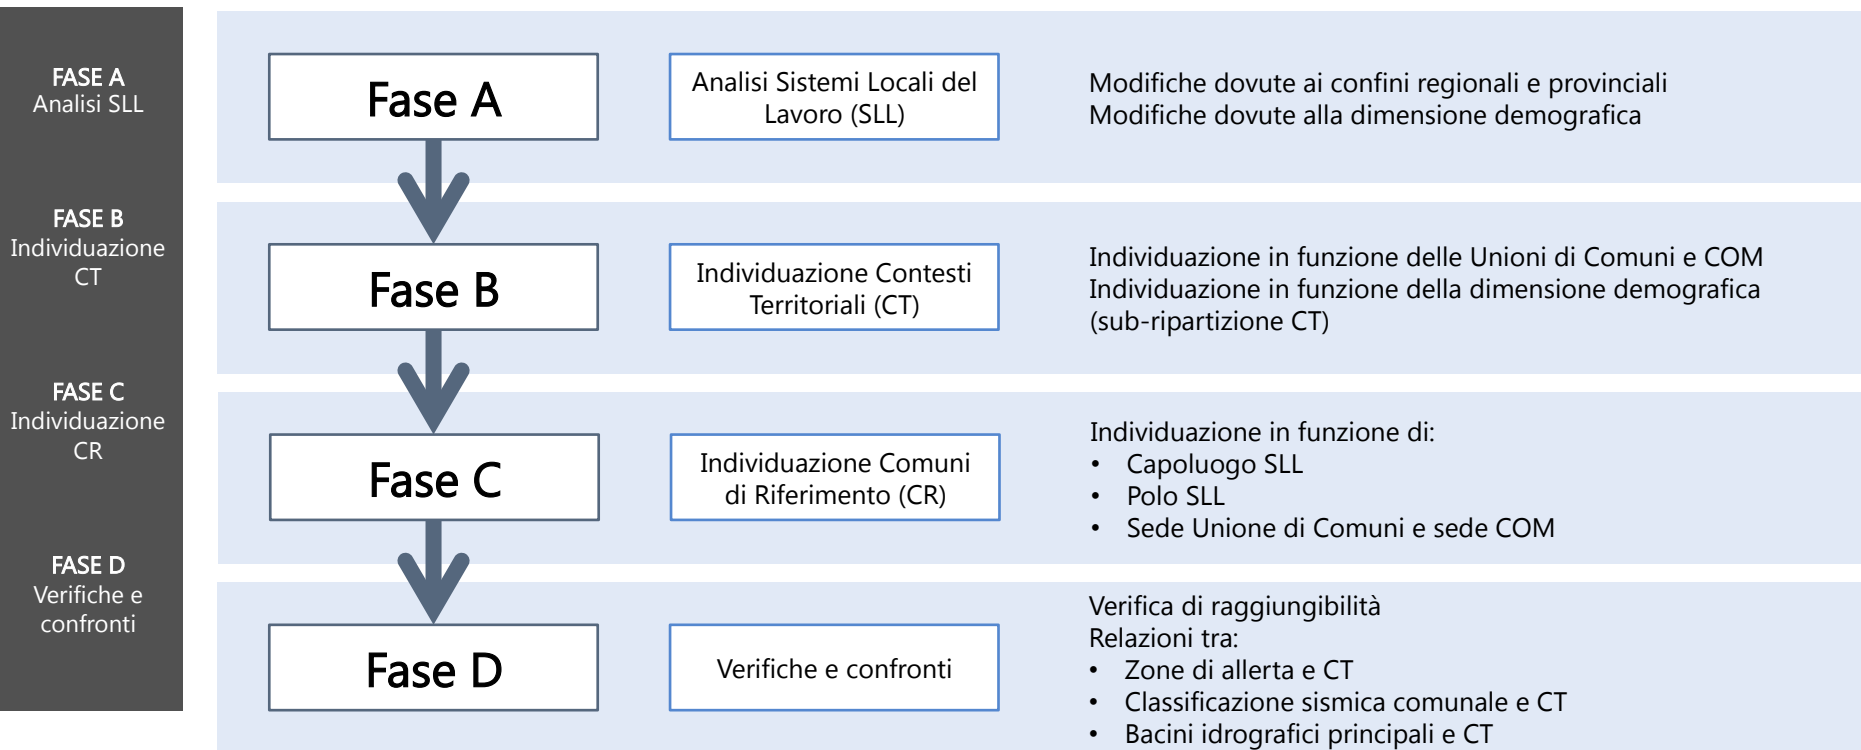 FASE A
Analisi SLL
FASE B
Individuazione
CT
FASE C
Individuazione
CR
FASE D
Verifiche e
confronti
Fase A
Analisi Sistemi Locali del
Lavoro (SLL)
Modifiche dovute ai confini regionali e provinciali
Modifiche dovute alla dimensione demografica
Fase B
Individuazione Contesti
Territoriali (CT)
Individuazione in funzione delle Unioni di Comuni e COM
Individuazione in funzione della dimensione demografica
(sub-ripartizione CT)
Fase C
Individuazione Comuni
di Riferimento (CR)
Individuazione in funzione di:
• Capoluogo SLL
• Polo SLL
• Sede Unione di Comuni e sede COM
Fase D
Verifiche e confronti
Verifica di raggiungibilità
Relazioni tra:
• Zone di allerta e CT
• Classificazione sismica comunale e CT
• Bacini idrografici principali e CT